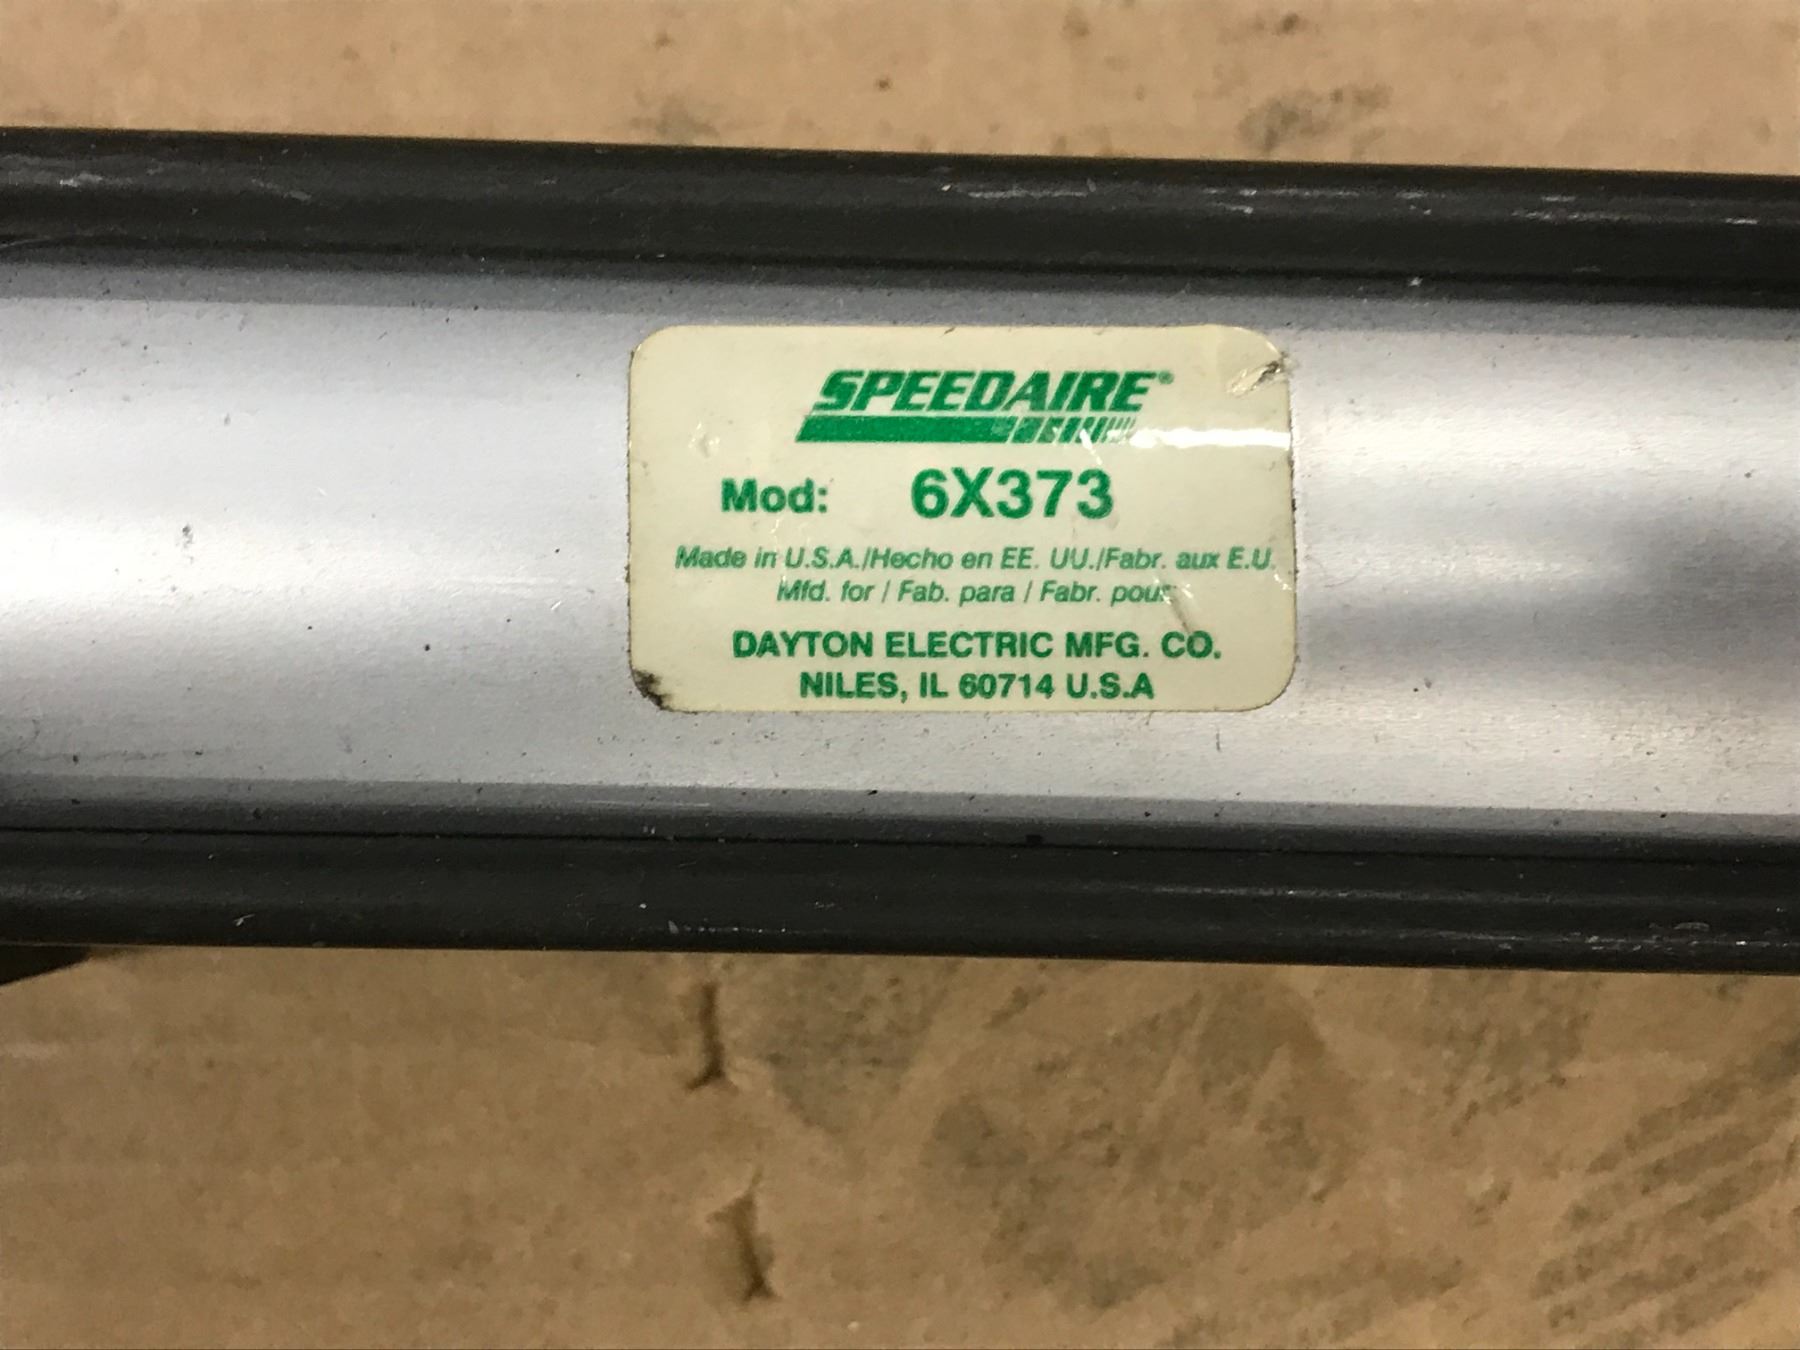 SPEEDAIRE®
Mod: 6X373
Made in U.S.A./Hecho en EE. UU./Fabr. aux E.U.
Mfd. for / Fab. para / Fabr. pour
DAYTON ELECTRIC MFG. CO.
NILES, IL 60714 U.S.A